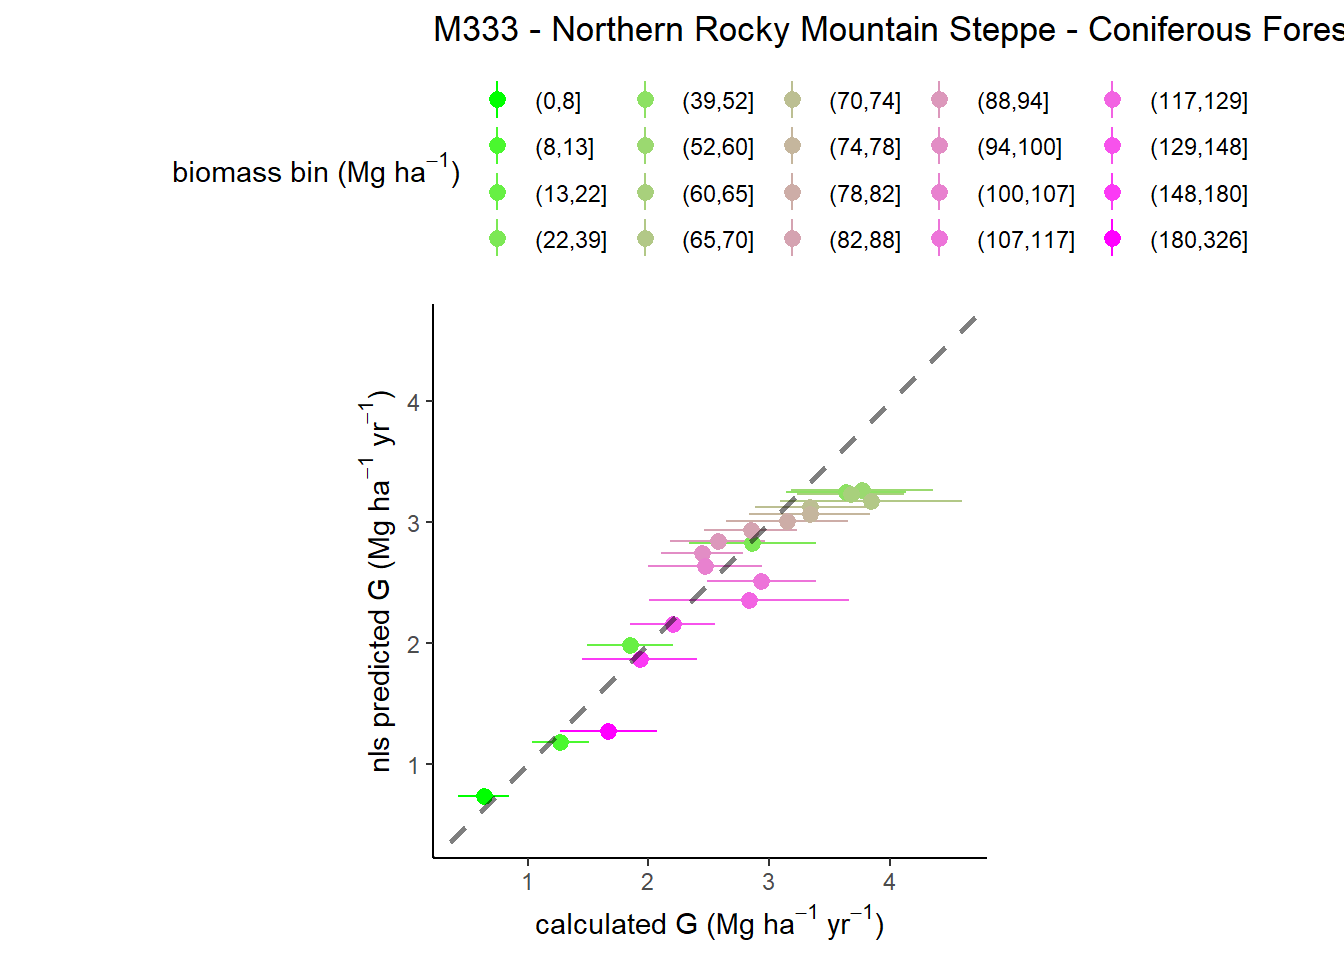 M333 - Northern Rocky Mountain Steppe - Coniferous Fores
biomass bin (Mg ha⁻¹)
(0,8] (39,52] (70,74] (88,94] (117,129]
(8,13] (52,60] (74,78] (94,100] (129,148]
(13,22] (60,65] (78,82] (100,107] (148,180]
(22,39] (65,70] (82,88] (107,117] (180,326]
nls predicted G (Mg ha⁻¹ yr⁻¹)
4
3
2
1
1 2 3 4
calculated G (Mg ha⁻¹ yr⁻¹)